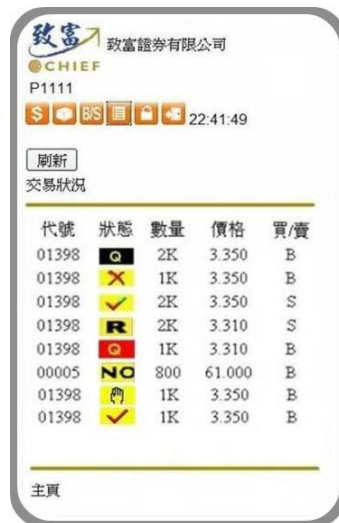 致富 致富證券有限公司
CHIEF
P1111
$ B/S 22:41:49
刷新
交易狀況
代號 狀態 數量 價格 買/賣
01398 Q 2K 3.350 B
01398 1K 3.350 B
01398 2K 3.350 S
01398 R 2K 3.310 S
01398 Q 1K 3.310 B
00005 NO 800 61.000 B
01398 1K 3.350 B
01398 1K 3.350 B
主頁